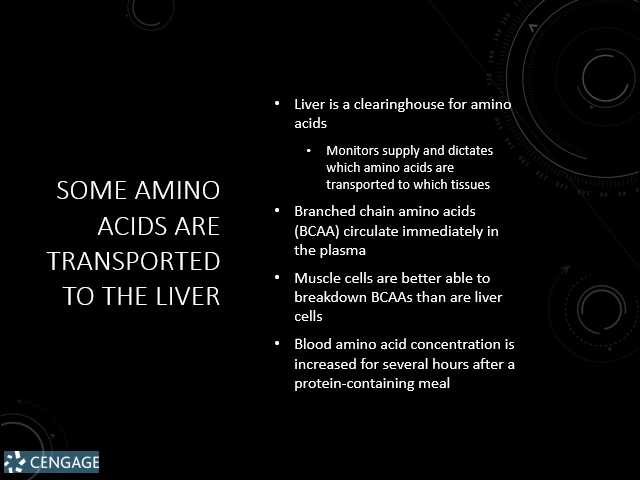 SOME AMINO
ACIDS ARE
TRANSPORTED
TO THE LIVER
• Liver is a clearinghouse for amino
acids
• Monitors supply and dictates
which amino acids are
transported to which tissues
• Branched chain amino acids
(BCAA) circulate immediately in
the plasma
• Muscle cells are better able to
breakdown BCAAs than are liver
cells
• Blood amino acid concentration is
increased for several hours after a
protein-containing meal
CENGAGE